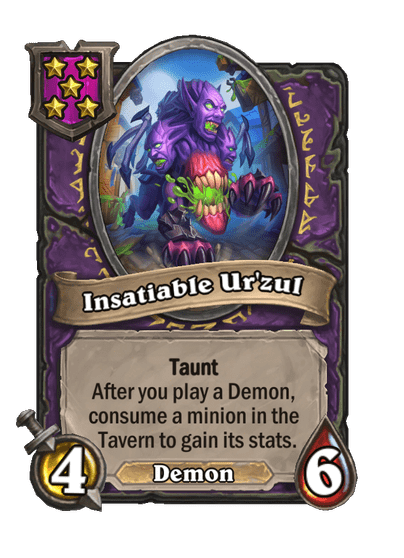 Insatiable Ur'zul
Taunt
After you play a Demon,
consume a minion in the
Tavern to gain its stats.
4
Demon
6